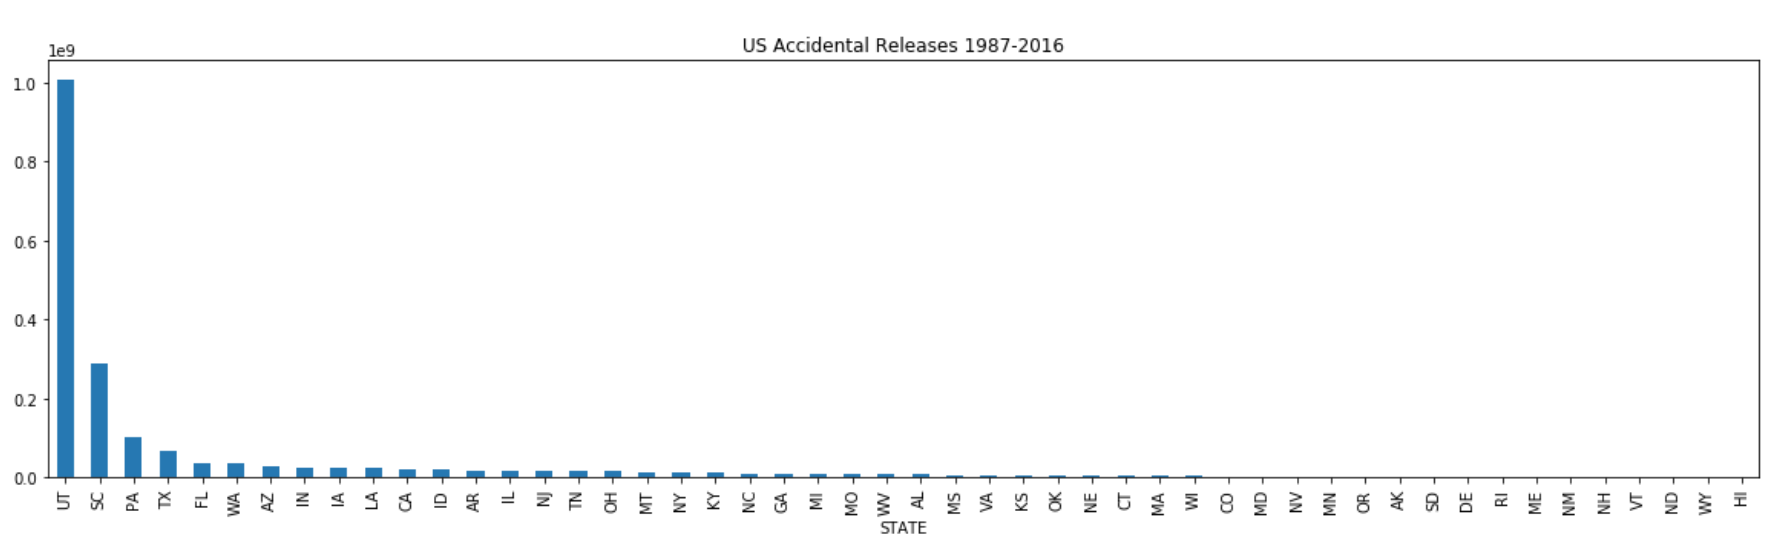 US Accidental Releases 1987-2016
1e9
1.0
0.8
0.6
0.4
0.2
0.0
UT SC PA TX FL WA AZ IN IA LA CA ID AR IL NJ TN OH MT NY KY NC GA MI MO WV AL MS VA KS OK NE CT MA WI CO MD NV MN OR AK SD DE RI ME NM NH VT ND WY HI
STATE